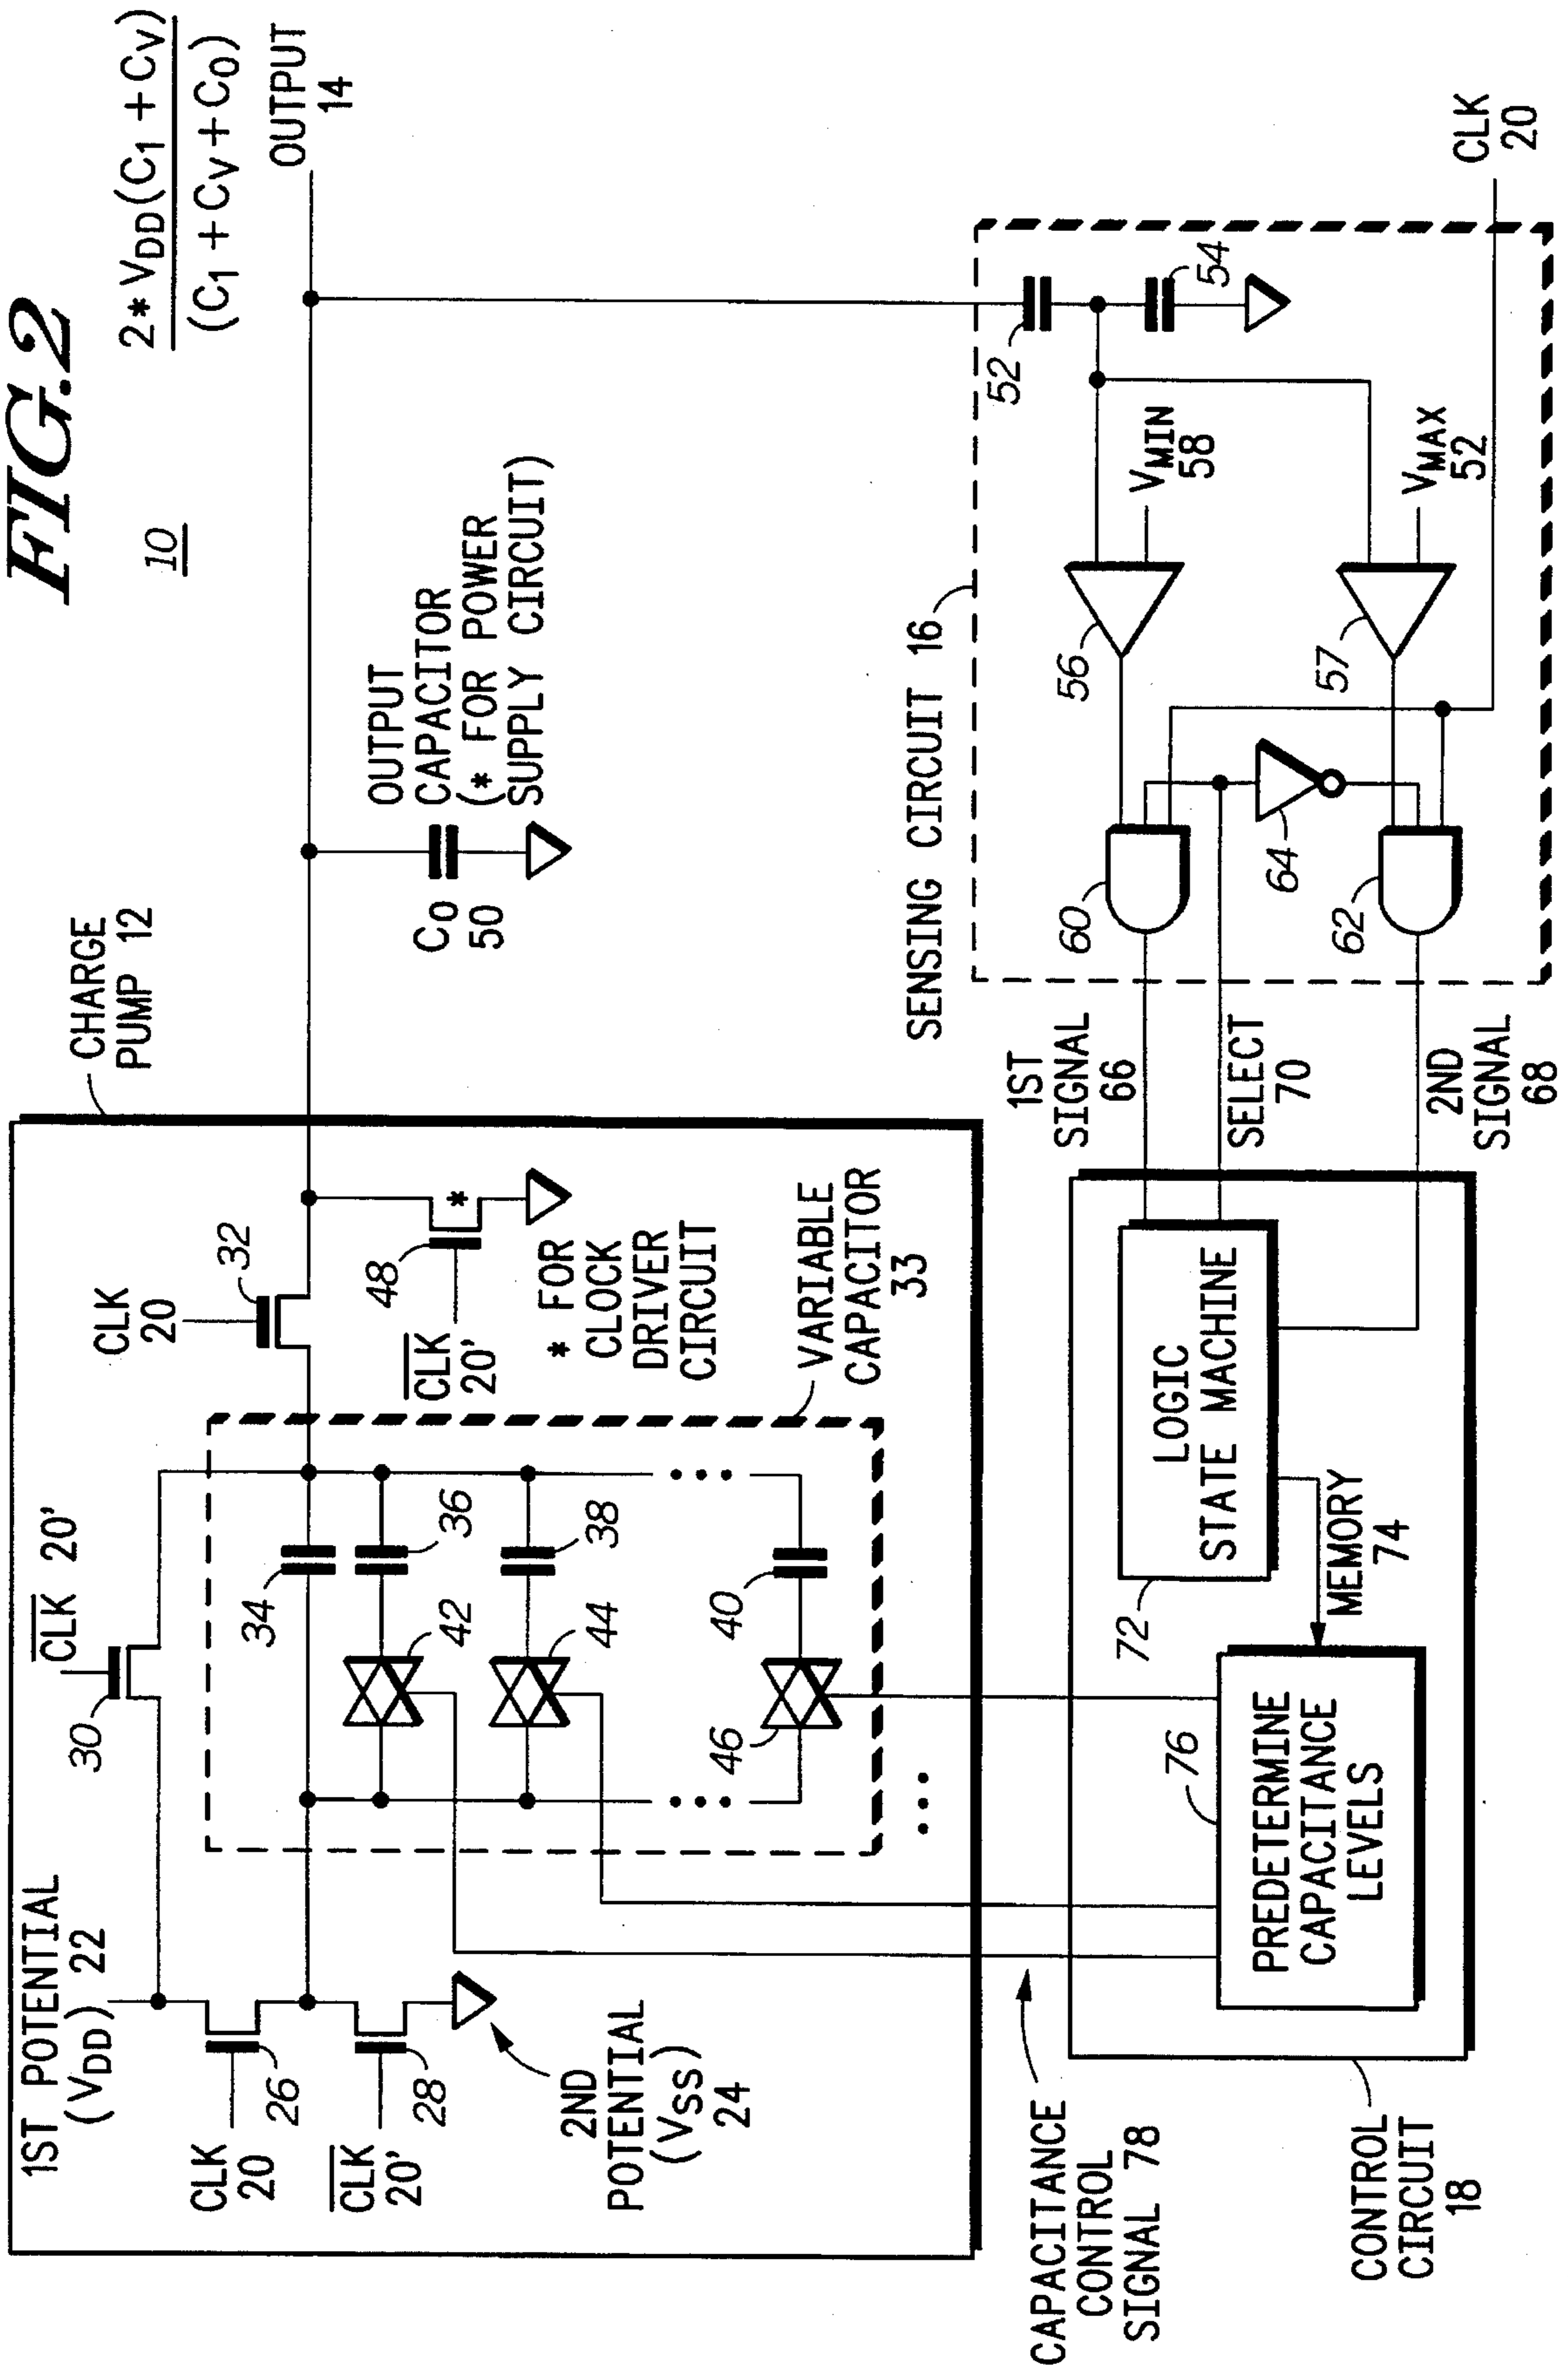 FIG.2
10
2*VDD(C1+CV)
(C1+CV+CO)
OUTPUT
14
CHARGE
PUMP 12
1ST POTENTIAL
(VDD) 22
CLK
20
26
CLK
20'
28
2ND
POTENTIAL
(VSS)
24
30
CLK 20'
34
36
42
38
44
40
46
CLK
20
32
48
CLK
20'
* FOR
CLOCK
DRIVER
CIRCUIT
*
VARIABLE
CAPACITOR
33
CO
50
OUTPUT
CAPACITOR
(* FOR POWER
SUPPLY CIRCUIT)
SENSING CIRCUIT 16
52
54
VMIN
58
VMAX
52
56
57
60
64
62
CLK
20
1ST
SIGNAL
66
SELECT
70
2ND
SIGNAL
68
LOGIC
STATE MACHINE
72
MEMORY
74
76
PREDETERMINE
CAPACITANCE
LEVELS
CAPACITANCE
CONTROL
SIGNAL 78
CONTROL
CIRCUIT
18